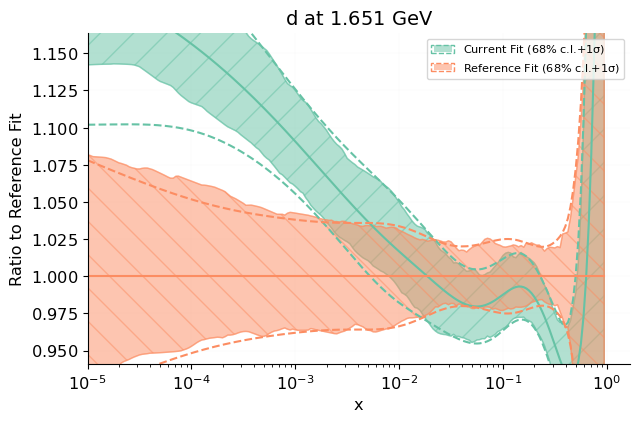 d at 1.651 GeV
Current Fit (68% c.l.+1σ)
Reference Fit (68% c.l.+1σ)
Ratio to Reference Fit
1.150
1.125
1.100
1.075
1.050
1.025
1.000
0.975
0.950
10⁻⁵ 10⁻⁴ 10⁻³ 10⁻² 10⁻¹ 10⁰
x